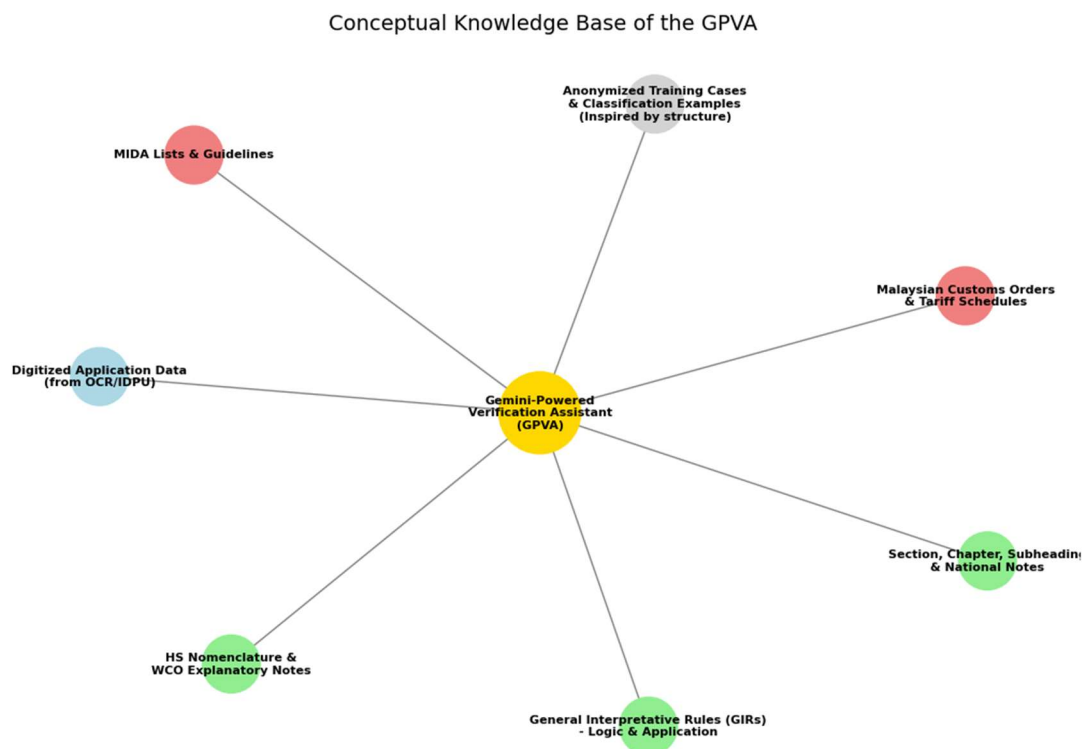 Conceptual Knowledge Base of the GPVA
Anonymized Training Cases
& Classification Examples
(Inspired by structure)
MIDA Lists & Guidelines
Malaysian Customs Orders
& Tariff Schedules
Digitized Application Data
(from OCR/IDPU)
Gemini-Powered
Verification Assistant
(GPVA)
Section, Chapter, Subheading
& National Notes
HS Nomenclature &
WCO Explanatory Notes
General Interpretative Rules (GIRs)
- Logic & Application